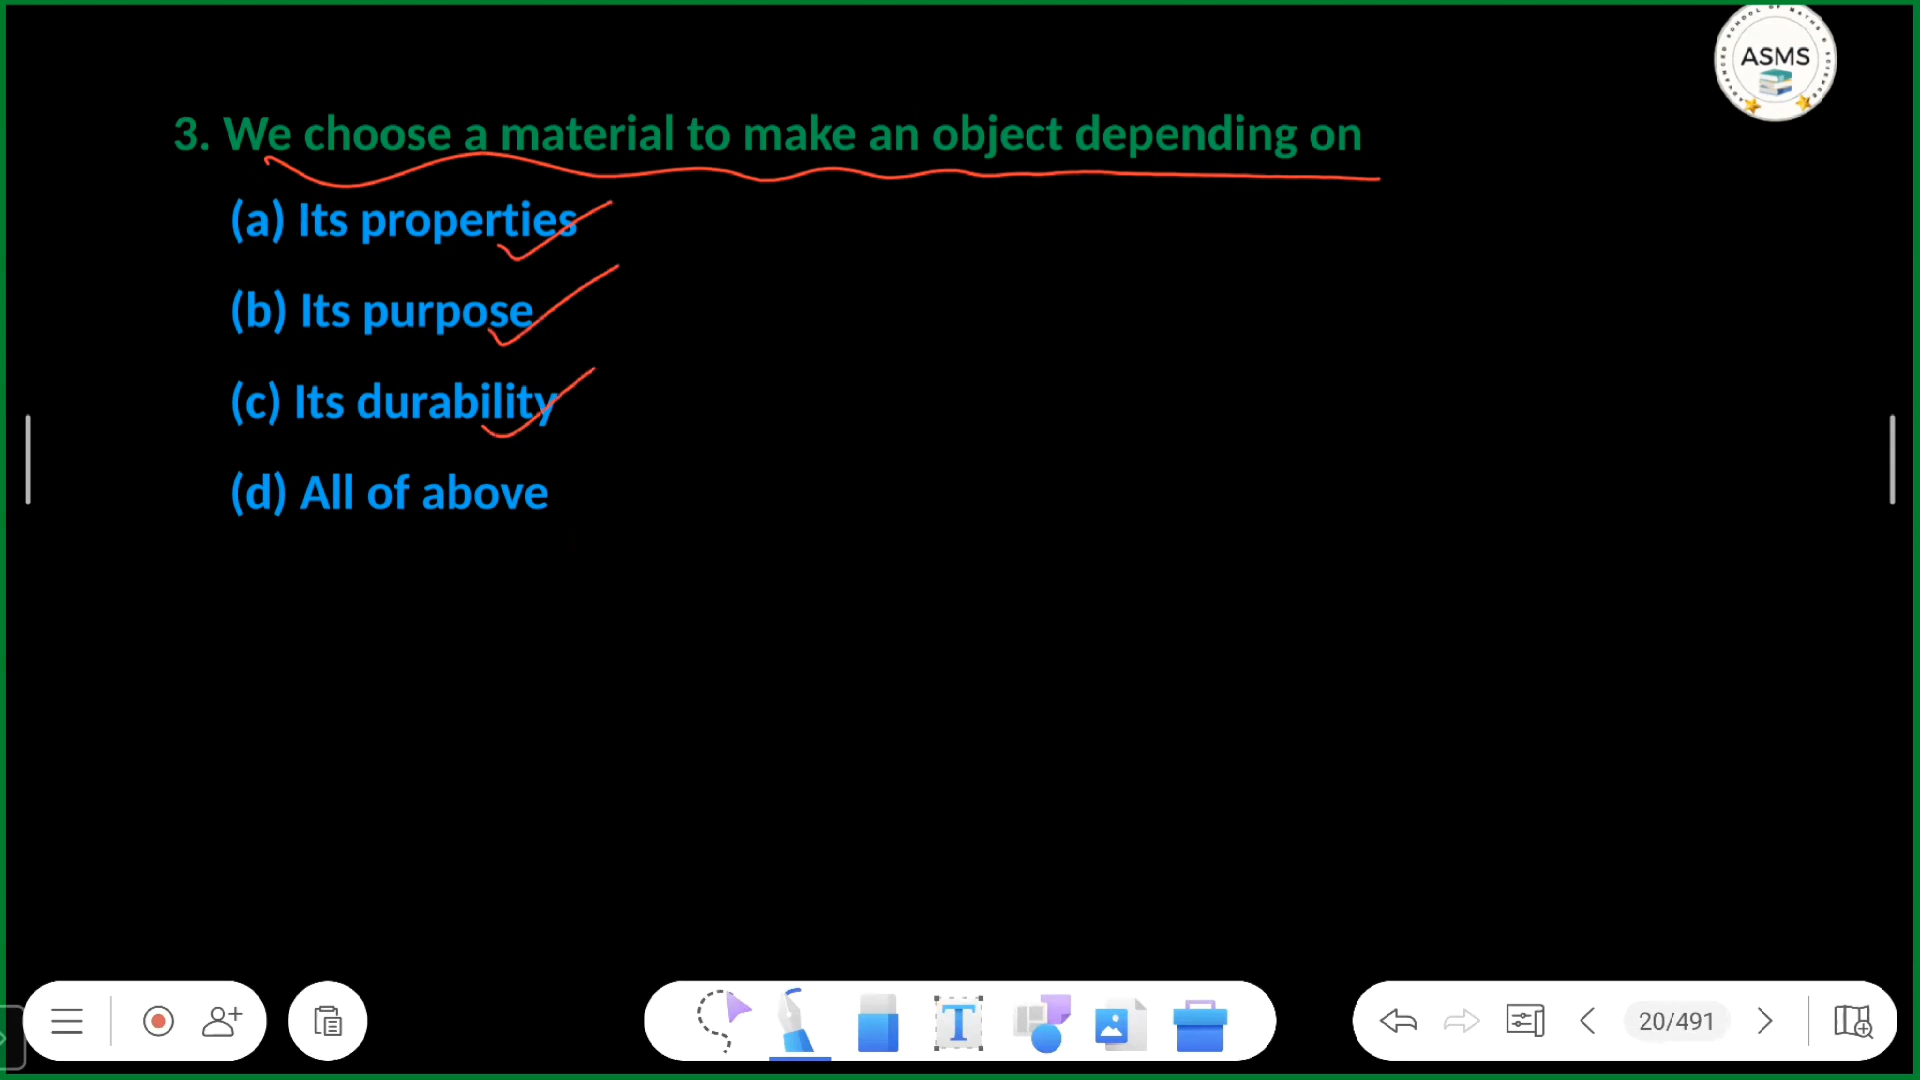 ASMS
3. We choose a material to make an object depending on
(a) Its properties
(b) Its purpose
(c) Its durability
(d) All of above
T
20/491